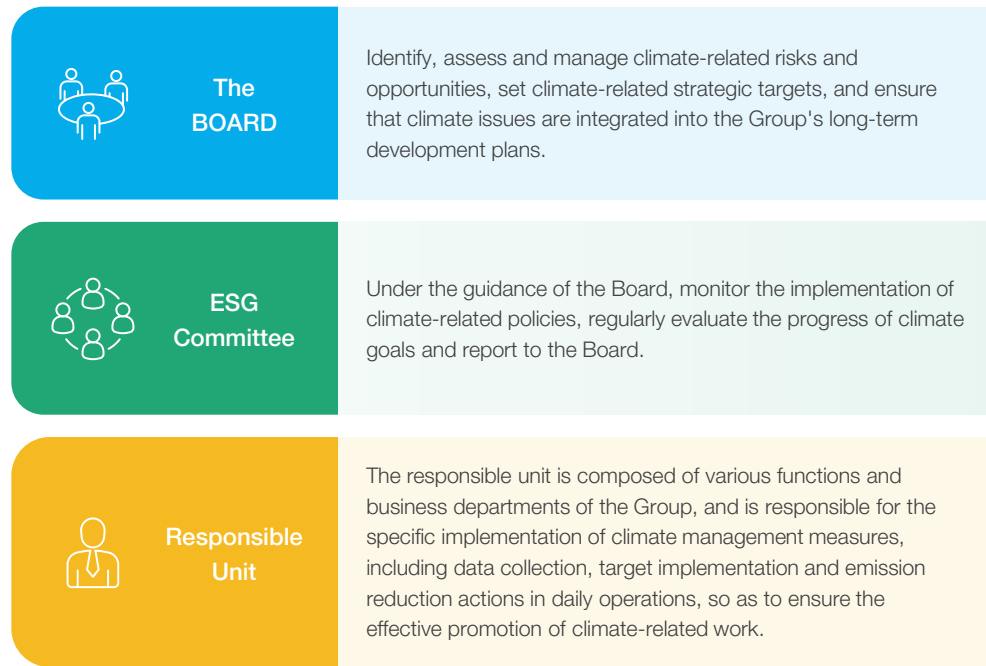 The
BOARD
Identify, assess and manage climate-related risks and
opportunities, set climate-related strategic targets, and ensure
that climate issues are integrated into the Group's long-term
development plans.
ESG
Committee
Under the guidance of the Board, monitor the implementation of
climate-related policies, regularly evaluate the progress of climate
goals and report to the Board.
Responsible
Unit
The responsible unit is composed of various functions and
business departments of the Group, and is responsible for the
specific implementation of climate management measures,
including data collection, target implementation and emission
reduction actions in daily operations, so as to ensure the
effective promotion of climate-related work.